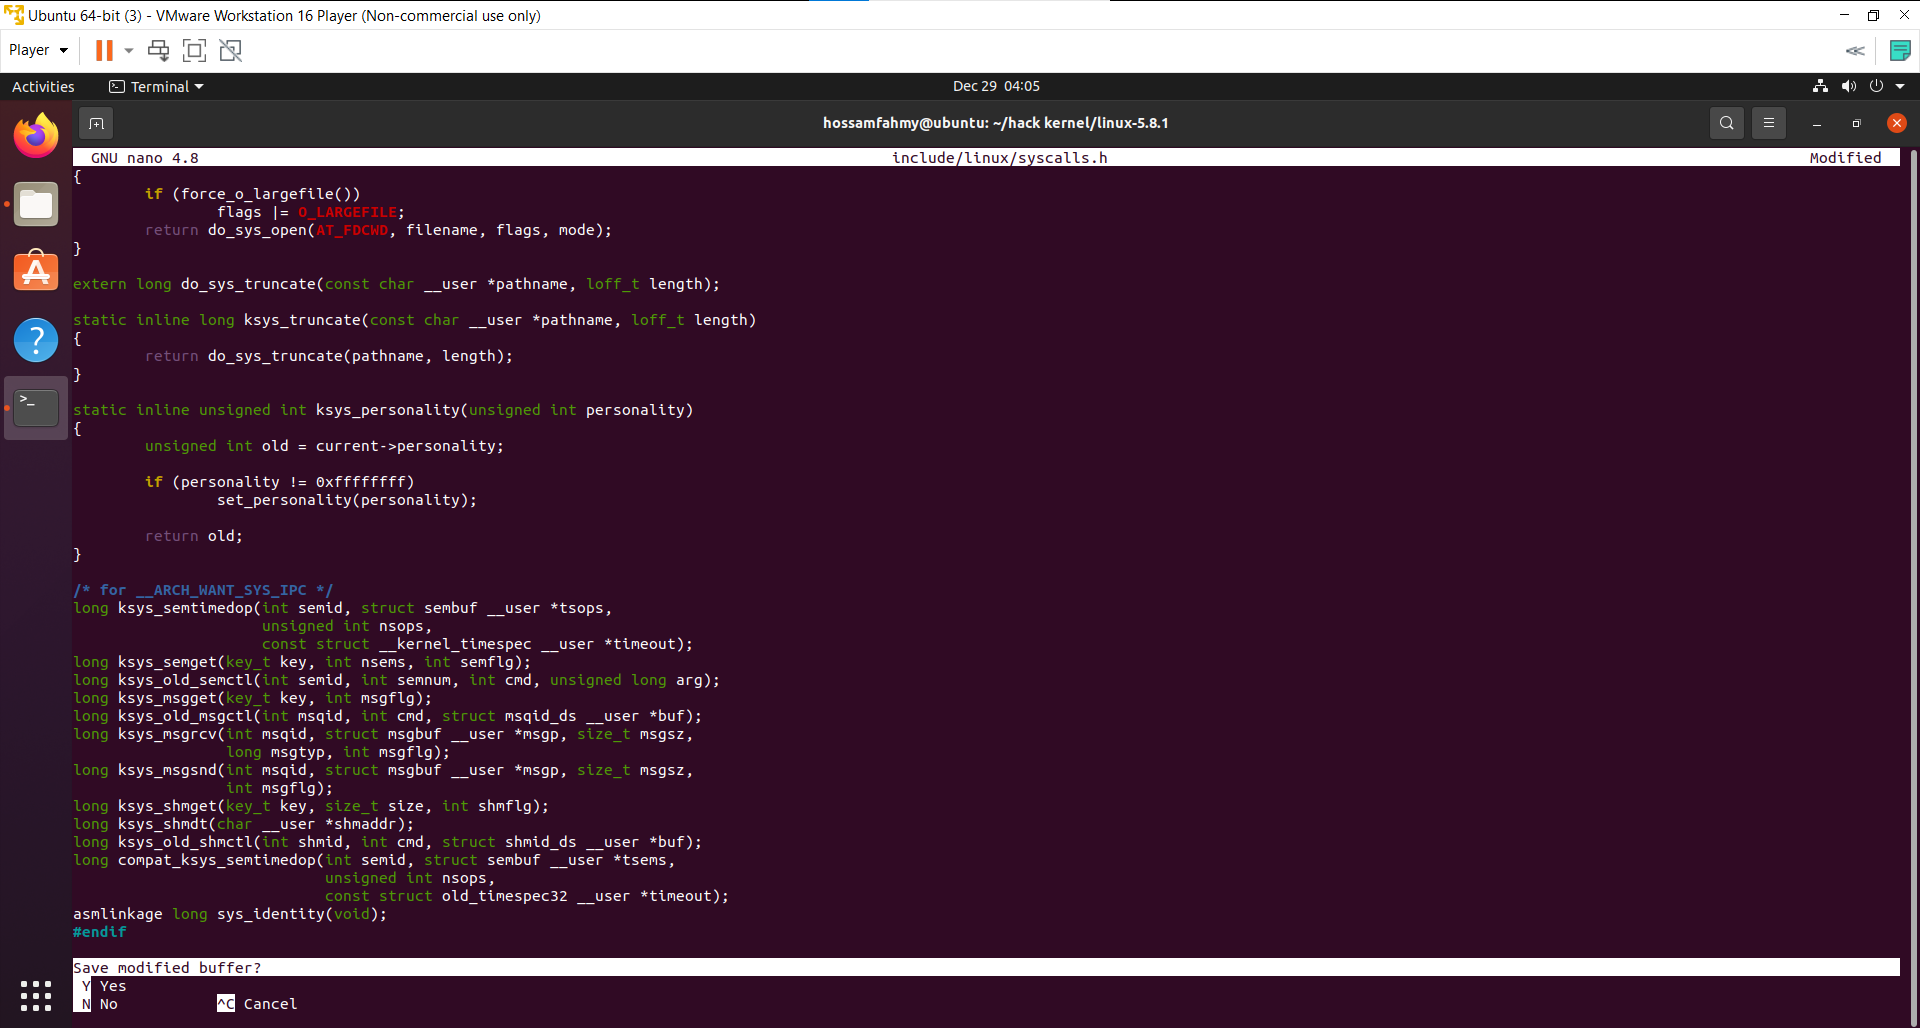 Ubuntu 64-bit (3) - VMware Workstation 16 Player (Non-commercial use only)
Player
Activities Terminal Dec 29 04:05
hossamfahmy@ubuntu: ~/hack kernel/linux-5.8.1
GNU nano 4.8 include/linux/syscalls.h Modified
{
if (force_o_largefile())
flags |= O_LARGEFILE;
return do_sys_open(AT_FDCWD, filename, flags, mode);
}
extern long do_sys_truncate(const char __user *pathname, loff_t length);
static inline long ksys_truncate(const char __user *pathname, loff_t length)
{
return do_sys_truncate(pathname, length);
}
static inline unsigned int ksys_personality(unsigned int personality)
{
unsigned int old = current->personality;
if (personality != 0xffffffff)
set_personality(personality);
return old;
}
/* for __ARCH_WANT_SYS_IPC */
long ksys_semtimedop(int semid, struct sembuf __user *tsops,
unsigned int nsops,
const struct __kernel_timespec __user *timeout);
long ksys_semget(key_t key, int nsems, int semflg);
long ksys_old_semctl(int semid, int semnum, int cmd, unsigned long arg);
long ksys_msgget(key_t key, int msgflg);
long ksys_old_msgctl(int msqid, int cmd, struct msqid_ds __user *buf);
long ksys_msgrcv(int msqid, struct msgbuf __user *msgp, size_t msgsz,
long msgtyp, int msgflg);
long ksys_msgsnd(int msqid, struct msgbuf __user *msgp, size_t msgsz,
int msgflg);
long ksys_shmget(key_t key, size_t size, int shmflg);
long ksys_shmdt(char __user *shmaddr);
long ksys_old_shmctl(int shmid, int cmd, struct shmid_ds __user *buf);
long compat_ksys_semtimedop(int semid, struct sembuf __user *tsems,
unsigned int nsops,
const struct old_timespec32 __user *timeout);
asmlinkage long sys_identity(void);
#endif
Save modified buffer?
Y Yes
N No ^C Cancel